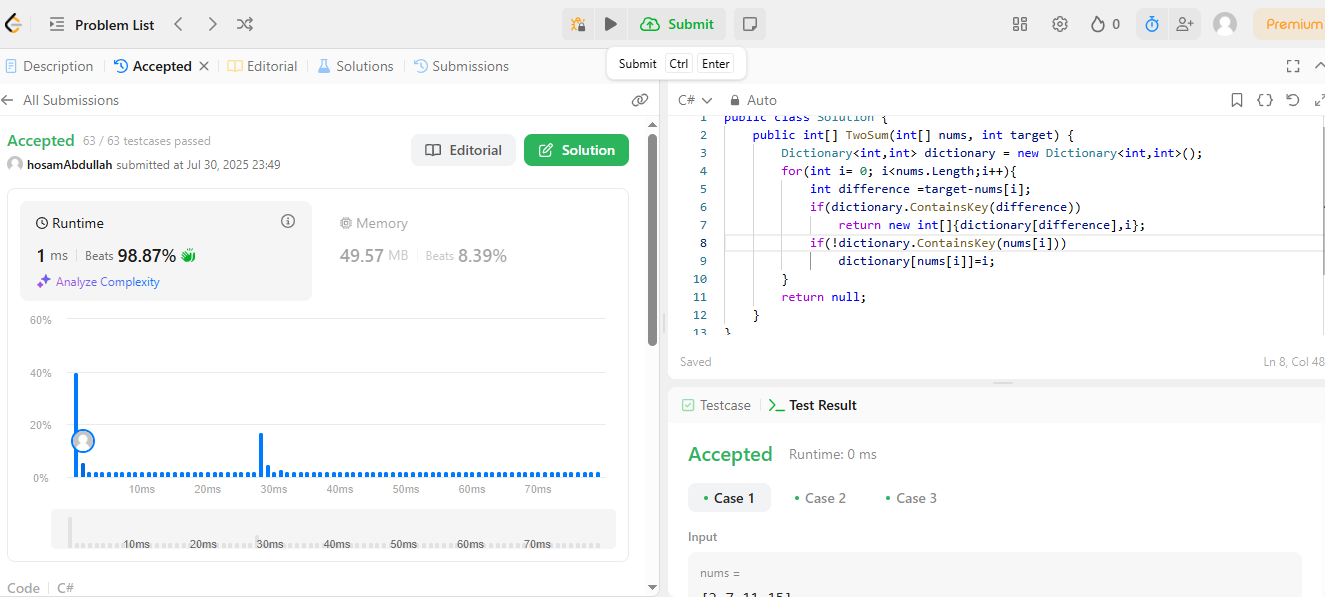 Problem List
Submit
0
Premium
Submit Ctrl Enter
Description
Accepted
Editorial
Solutions
Submissions
All Submissions
Accepted 63 / 63 testcases passed
hosamAbdullah submitted at Jul 30, 2025 23:49
Editorial
Solution
Runtime
1 ms Beats 98.87%
Analyze Complexity
Memory
49.57 MB Beats 8.39%
60%
40%
20%
0%
10ms 20ms 30ms 40ms 50ms 60ms 70ms
10ms 20ms 30ms 40ms 50ms 60ms 70ms
Code C#
C# Auto
1 public class Solution {
2 public int[] TwoSum(int[] nums, int target) {
3 Dictionary<int,int> dictionary = new Dictionary<int,int>();
4 for(int i= 0; i<nums.Length;i++){
5 int difference =target-nums[i];
6 if(dictionary.ContainsKey(difference))
7 return new int[]{dictionary[difference],i};
8 if(!dictionary.ContainsKey(nums[i]))
9 dictionary[nums[i]]=i;
10 }
11 return null;
12 }
13 }
Saved
Ln 8, Col 48
Testcase
Test Result
Accepted Runtime: 0 ms
• Case 1 • Case 2 • Case 3
Input
nums =
[2,7,11,15]